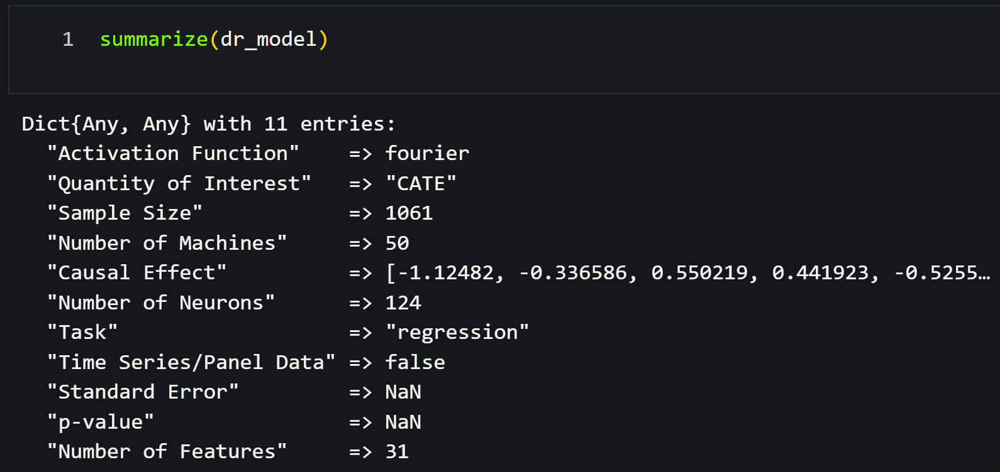 1 summarize(dr_model)
Dict{Any, Any} with 11 entries:
"Activation Function" => fourier
"Quantity of Interest" => "CATE"
"Sample Size" => 1061
"Number of Machines" => 50
"Causal Effect" => [-1.12482, -0.336586, 0.550219, 0.441923, -0.5255…
"Number of Neurons" => 124
"Task" => "regression"
"Time Series/Panel Data" => false
"Standard Error" => NaN
"p-value" => NaN
"Number of Features" => 31